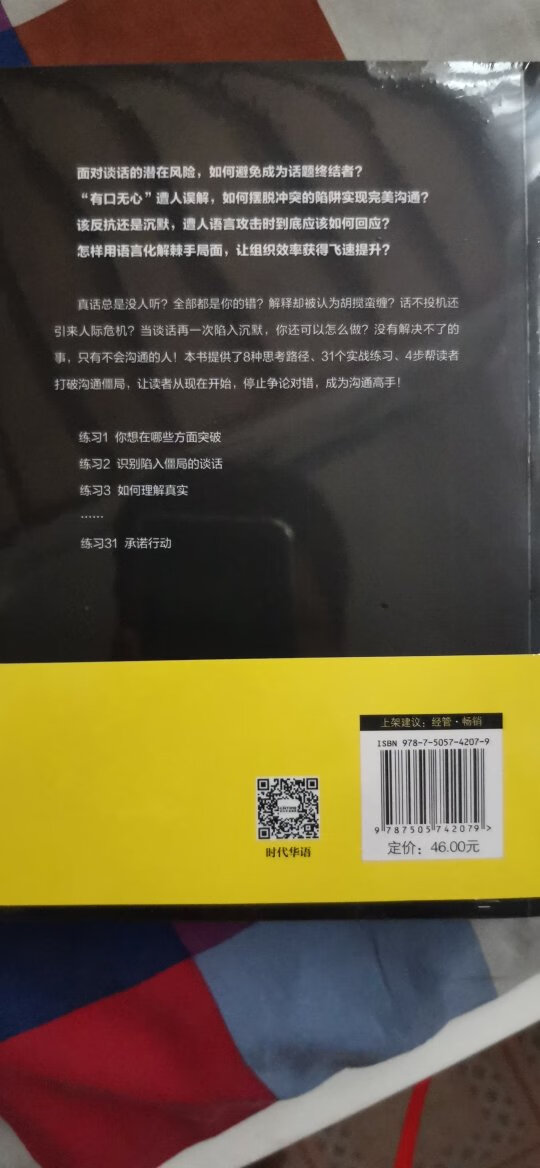 面对谈话的潜在风险，如何避免成为话题终结者？
“有口无心”遭人误解，如何摆脱冲突的陷阱实现完美沟通？
该反抗还是沉默，遭人语言攻击时到底应该如何回应？
怎样用语言化解棘手局面，让组织效率获得飞速提升？
真话总是没人听？全部都是你的错？解释却被认为胡搅蛮缠？话不投机还
引来人际危机？当谈话再一次陷入沉默，你还可以怎么做？没有解决不了的
事，只有不会沟通的人！本书提供了8种思考路径、31个实战练习、4步帮读者
打破沟通僵局，让读者从现在开始，停止争论对错，成为沟通高手！
练习1 你想在哪些方面突破
练习2 识别陷入僵局的谈话
练习3 如何理解真实
……
练习31 承诺行动
上架建议：经管·畅销
ISBN 978-7-5057-4207-9
9 787505 742079 >
定价：46.00元
时代华语